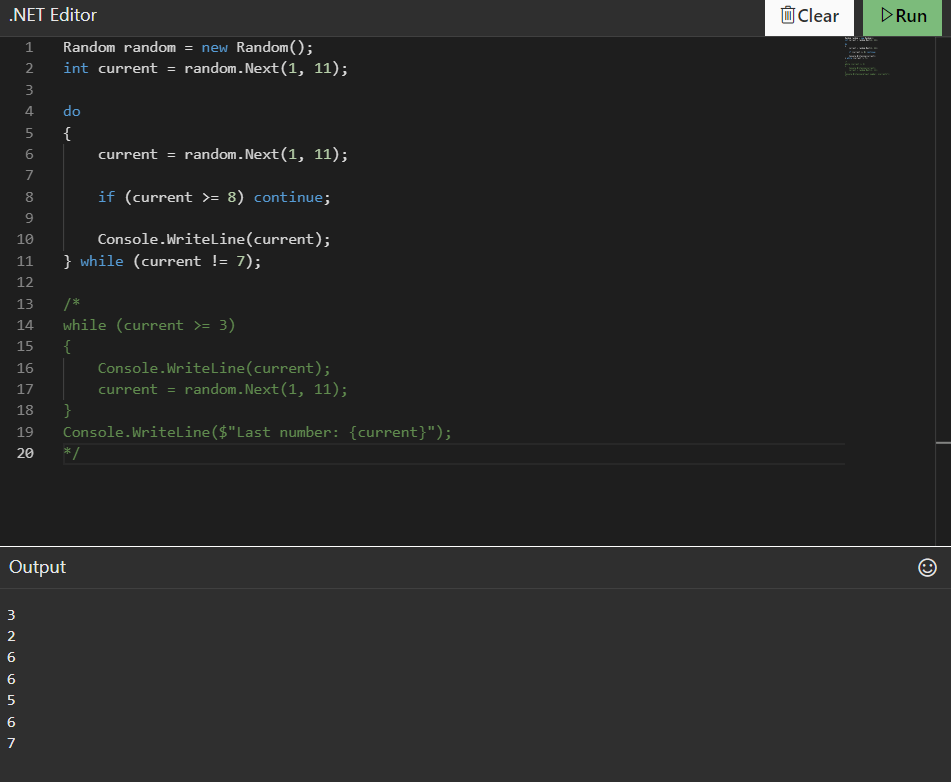 .NET Editor
Clear
Run
1 Random random = new Random();
2 int current = random.Next(1, 11);
3
4 do
5 {
6     current = random.Next(1, 11);
7
8     if (current >= 8) continue;
9
10     Console.WriteLine(current);
11 } while (current != 7);
12
13 /*
14 while (current >= 3)
15 {
16     Console.WriteLine(current);
17     current = random.Next(1, 11);
18 }
19 Console.WriteLine($"Last number: {current}");
20 */
Output
3
2
6
6
5
6
7